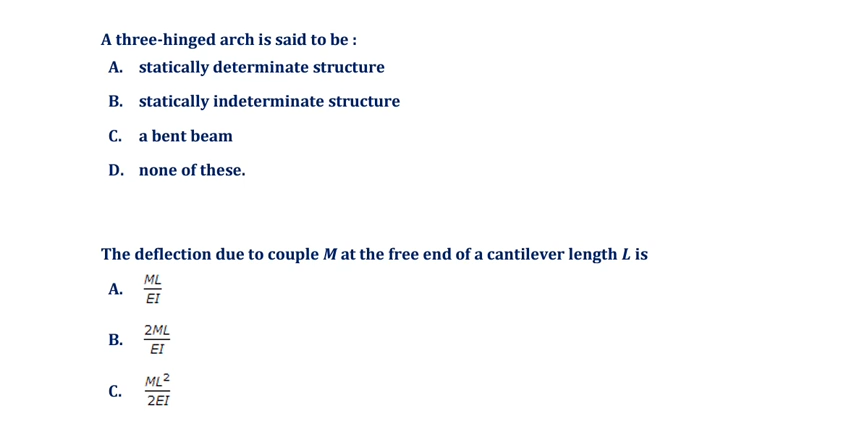 A three-hinged arch is said to be :
A. statically determinate structure
B. statically indeterminate structure
C. a bent beam
D. none of these.
The deflection due to couple M at the free end of a cantilever length L is
A. ML/EI
B. 2ML/EI
C. ML²/2EI